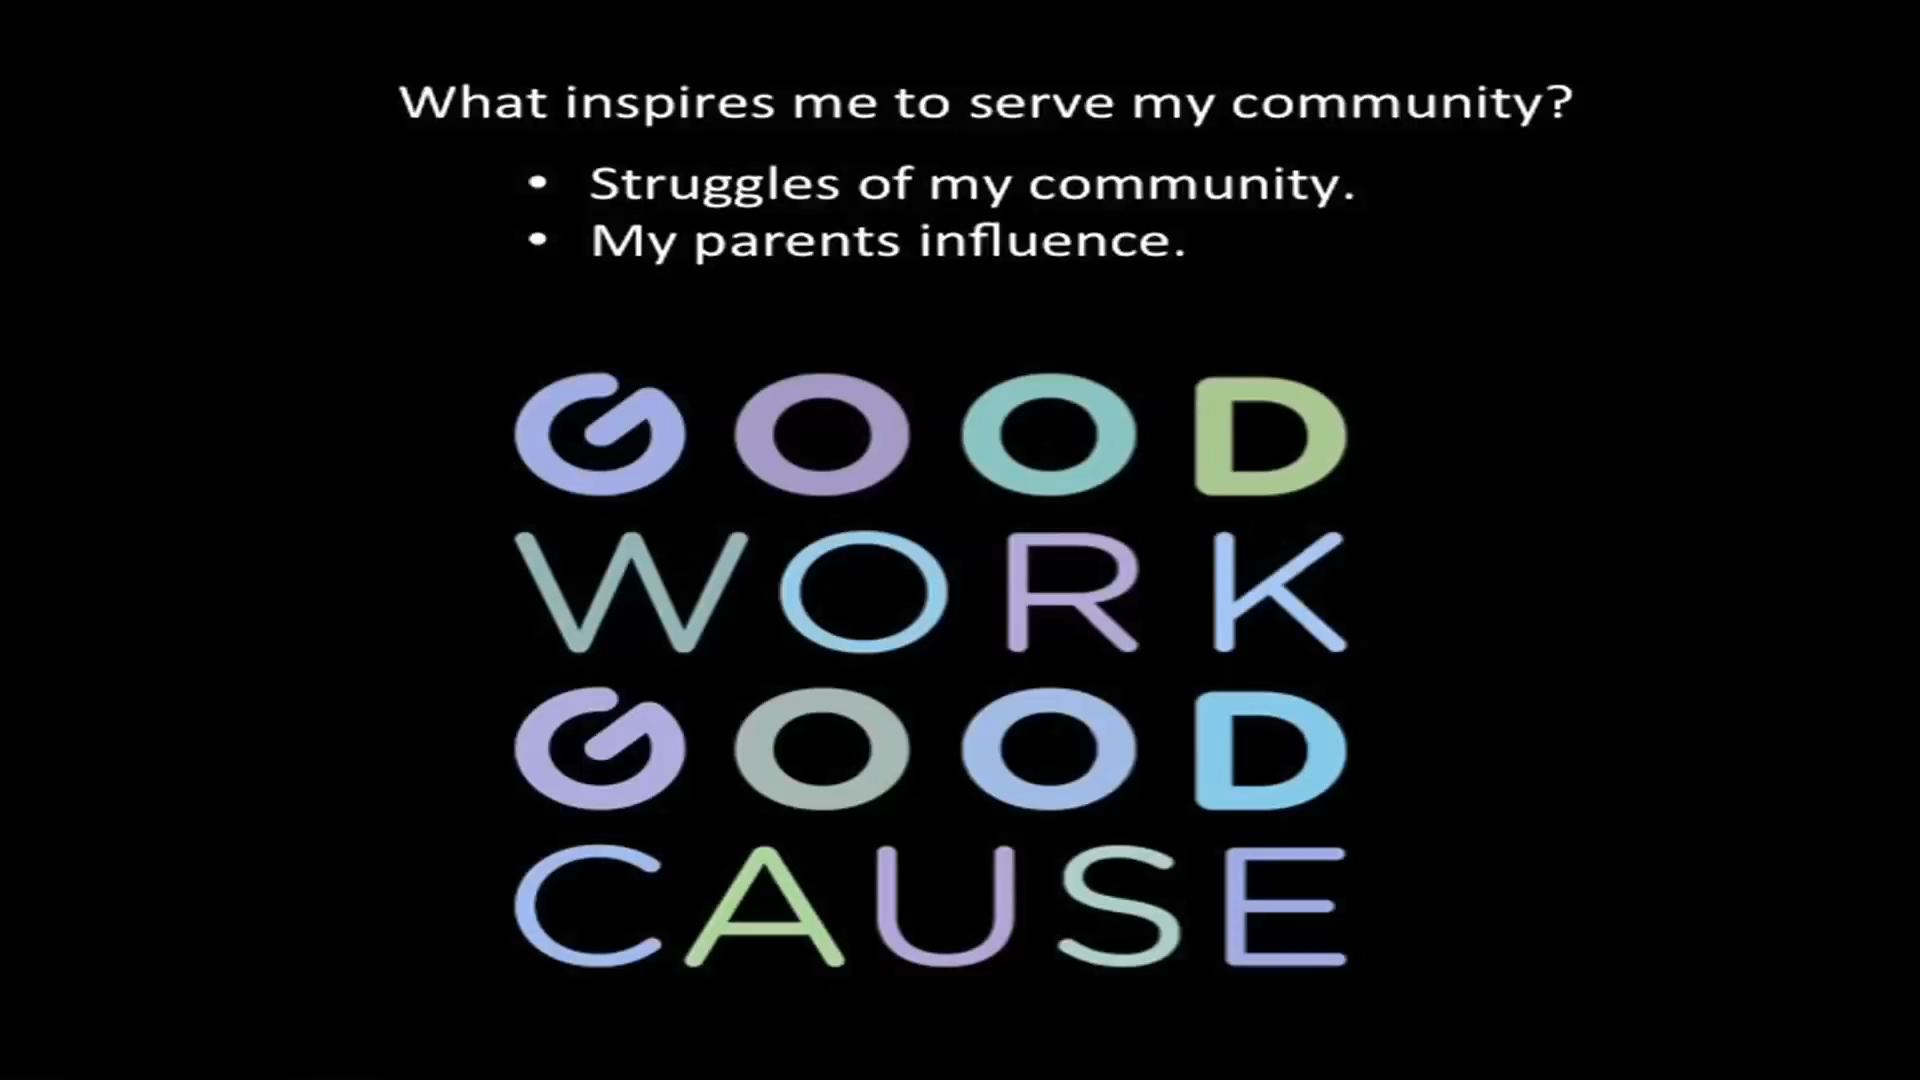 What inspires me to serve my community?
• Struggles of my community.
• My parents influence.
GOOD
WORK
GOOD
CAUSE